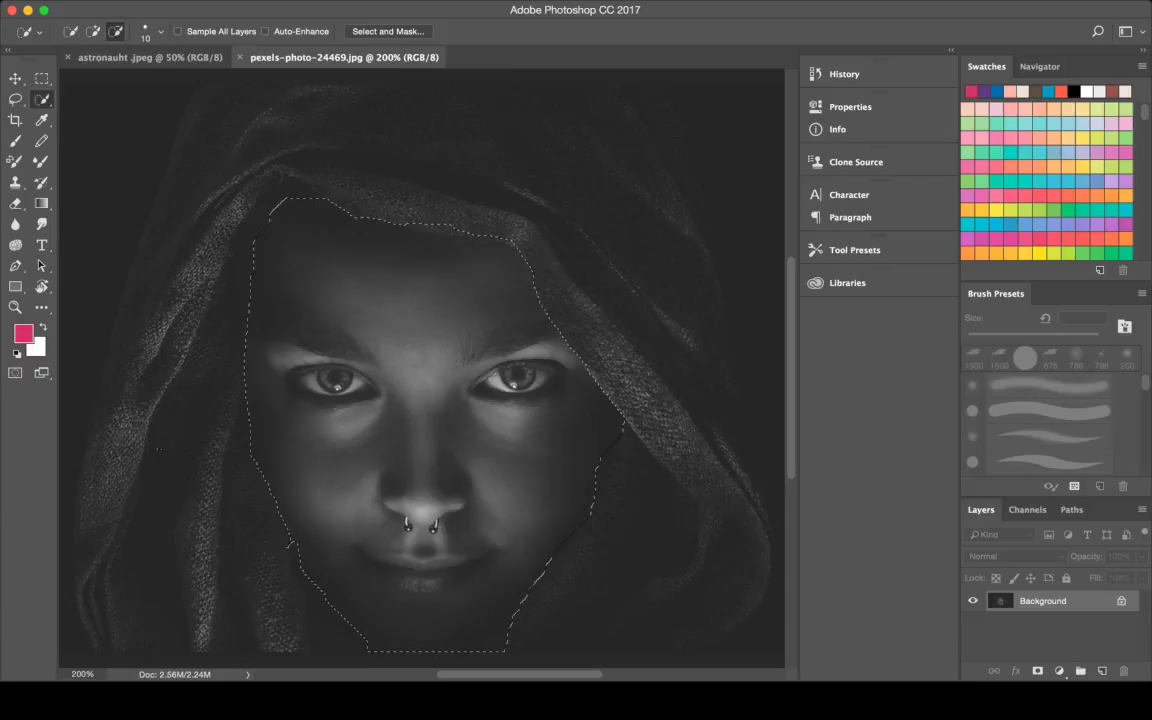 Adobe Photoshop CC 2017
10
Sample All Layers
Auto-Enhance
Select and Mask...
astronauht .jpeg @ 50% (RGB/8)
pexels-photo-24469.jpg @ 200% (RGB/8)
History
Properties
Info
Clone Source
Character
Paragraph
Tool Presets
Libraries
Swatches
Navigator
Brush Presets
Size:
Layers
Channels
Paths
Kind
Normal
Opacity: 100%
Lock:
Fill:
Background
200%
Doc: 2.56M/2.24M